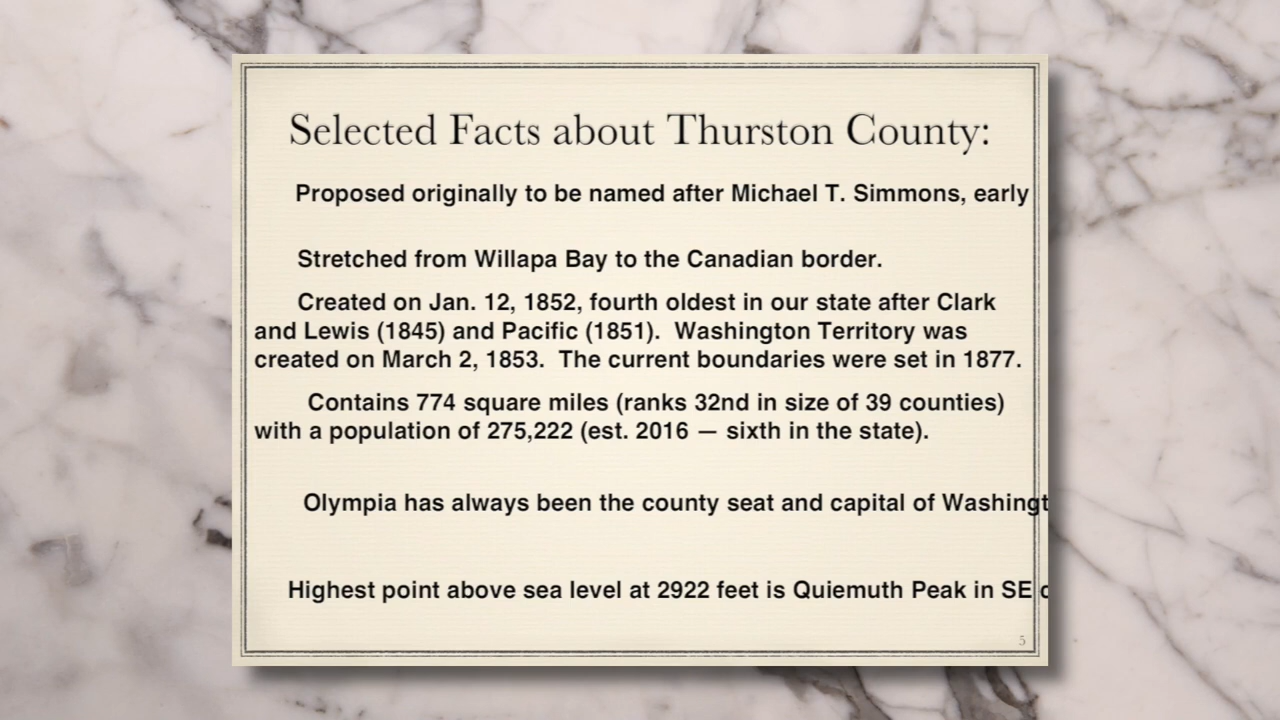 Selected Facts about Thurston County:
Proposed originally to be named after Michael T. Simmons, early
Stretched from Willapa Bay to the Canadian border.
Created on Jan. 12, 1852, fourth oldest in our state after Clark
and Lewis (1845) and Pacific (1851).  Washington Territory was
created on March 2, 1853.  The current boundaries were set in 1877.
Contains 774 square miles (ranks 32nd in size of 39 counties)
with a population of 275,222 (est. 2016 — sixth in the state).
Olympia has always been the county seat and capital of Washingt
Highest point above sea level at 2922 feet is Quiemuth Peak in SE
5